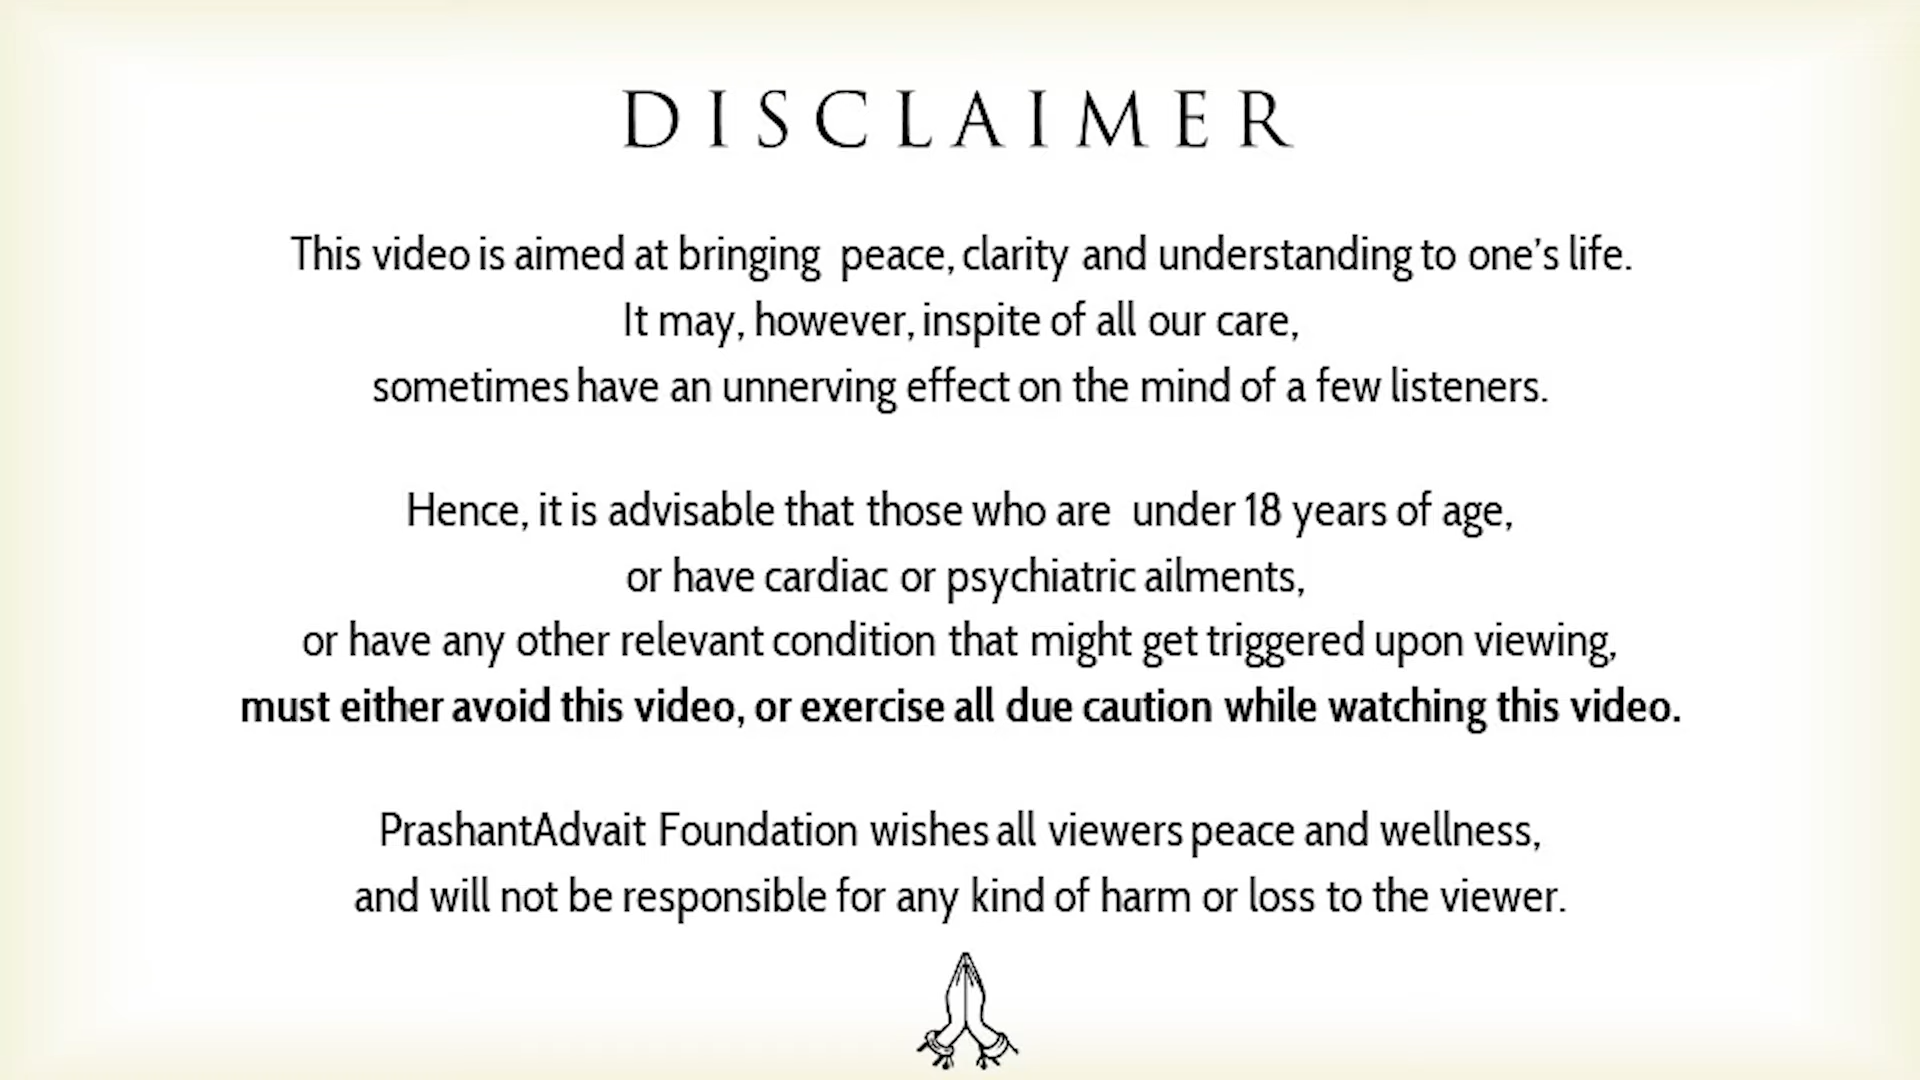 DISCLAIMER
This video is aimed at bringing peace, clarity and understanding to one's life.
It may, however, inspite of all our care,
sometimes have an unnerving effect on the mind of a few listeners.
Hence, it is advisable that those who are under 18 years of age,
or have cardiac or psychiatric ailments,
or have any other relevant condition that might get triggered upon viewing,
must either avoid this video, or exercise all due caution while watching this video.
PrashantAdvait Foundation wishes all viewers peace and wellness,
and will not be responsible for any kind of harm or loss to the viewer.